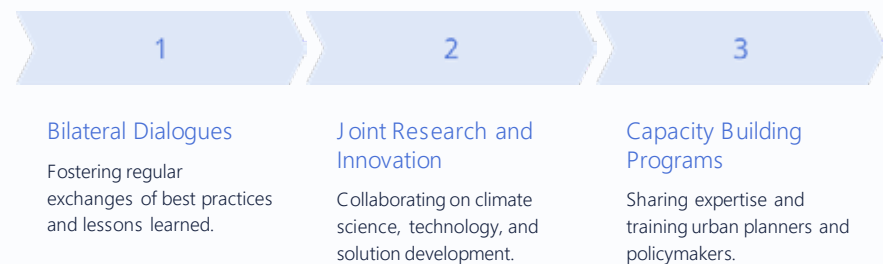 1
2
3
Bilateral Dialogues
Fostering regular
exchanges of best practices
and lessons learned.
Joint Research and
Innovation
Collaborating on climate
science, technology, and
solution development.
Capacity Building
Programs
Sharing expertise and
training urban planners and
policymakers.